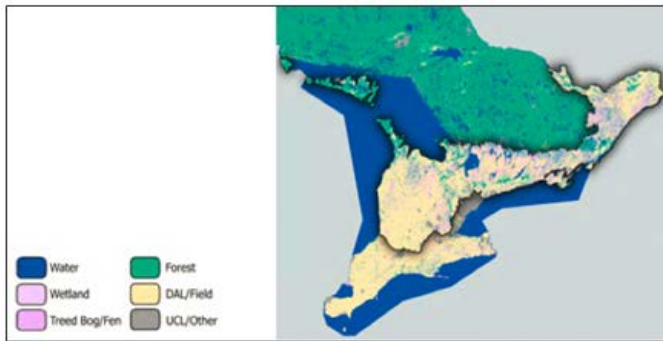 Water
Forest
Wetland
DAL/Field
Treed Bog/Fen
UCL/Other